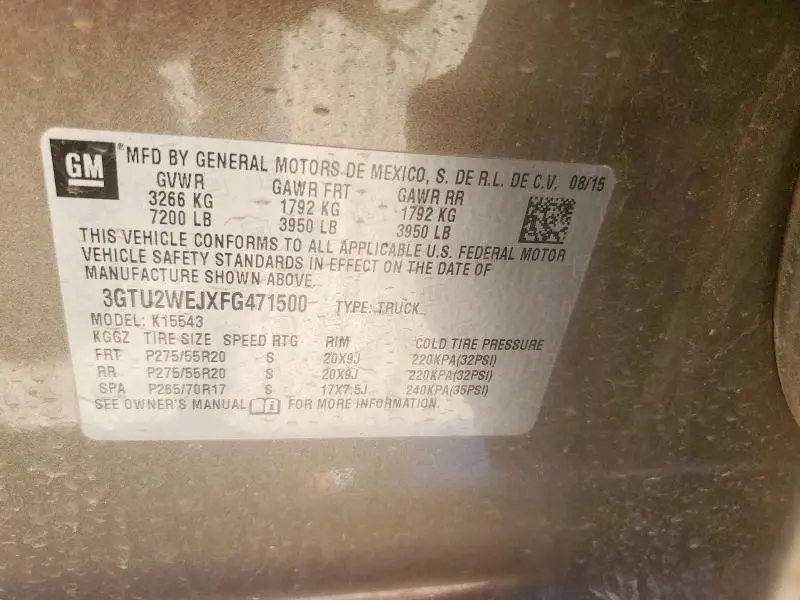 GM ® MFD BY GENERAL MOTORS DE MEXICO, S. DE R.L. DE C.V. 08/15
GVWR GAWR FRT GAWR RR
3266 KG 1792 KG 1792 KG
7200 LB 3950 LB 3950 LB
THIS VEHICLE CONFORMS TO ALL APPLICABLE U.S. FEDERAL MOTOR
VEHICLE SAFETY STANDARDS IN EFFECT ON THE DATE OF
MANUFACTURE SHOWN ABOVE.
3GTU2WEJXFG471500 TYPE: TRUCK
MODEL: K15543
KGGZ TIRE SIZE SPEED RTG RIM COLD TIRE PRESSURE
FRT P275/55R20 S 20X9J 220KPA(32PSI)
RR P275/55R20 S 20X9J 220KPA(32PSI)
SPA P265/70R17 S 17X7.5J 240KPA(35PSI)
SEE OWNER'S MANUAL FOR MORE INFORMATION.